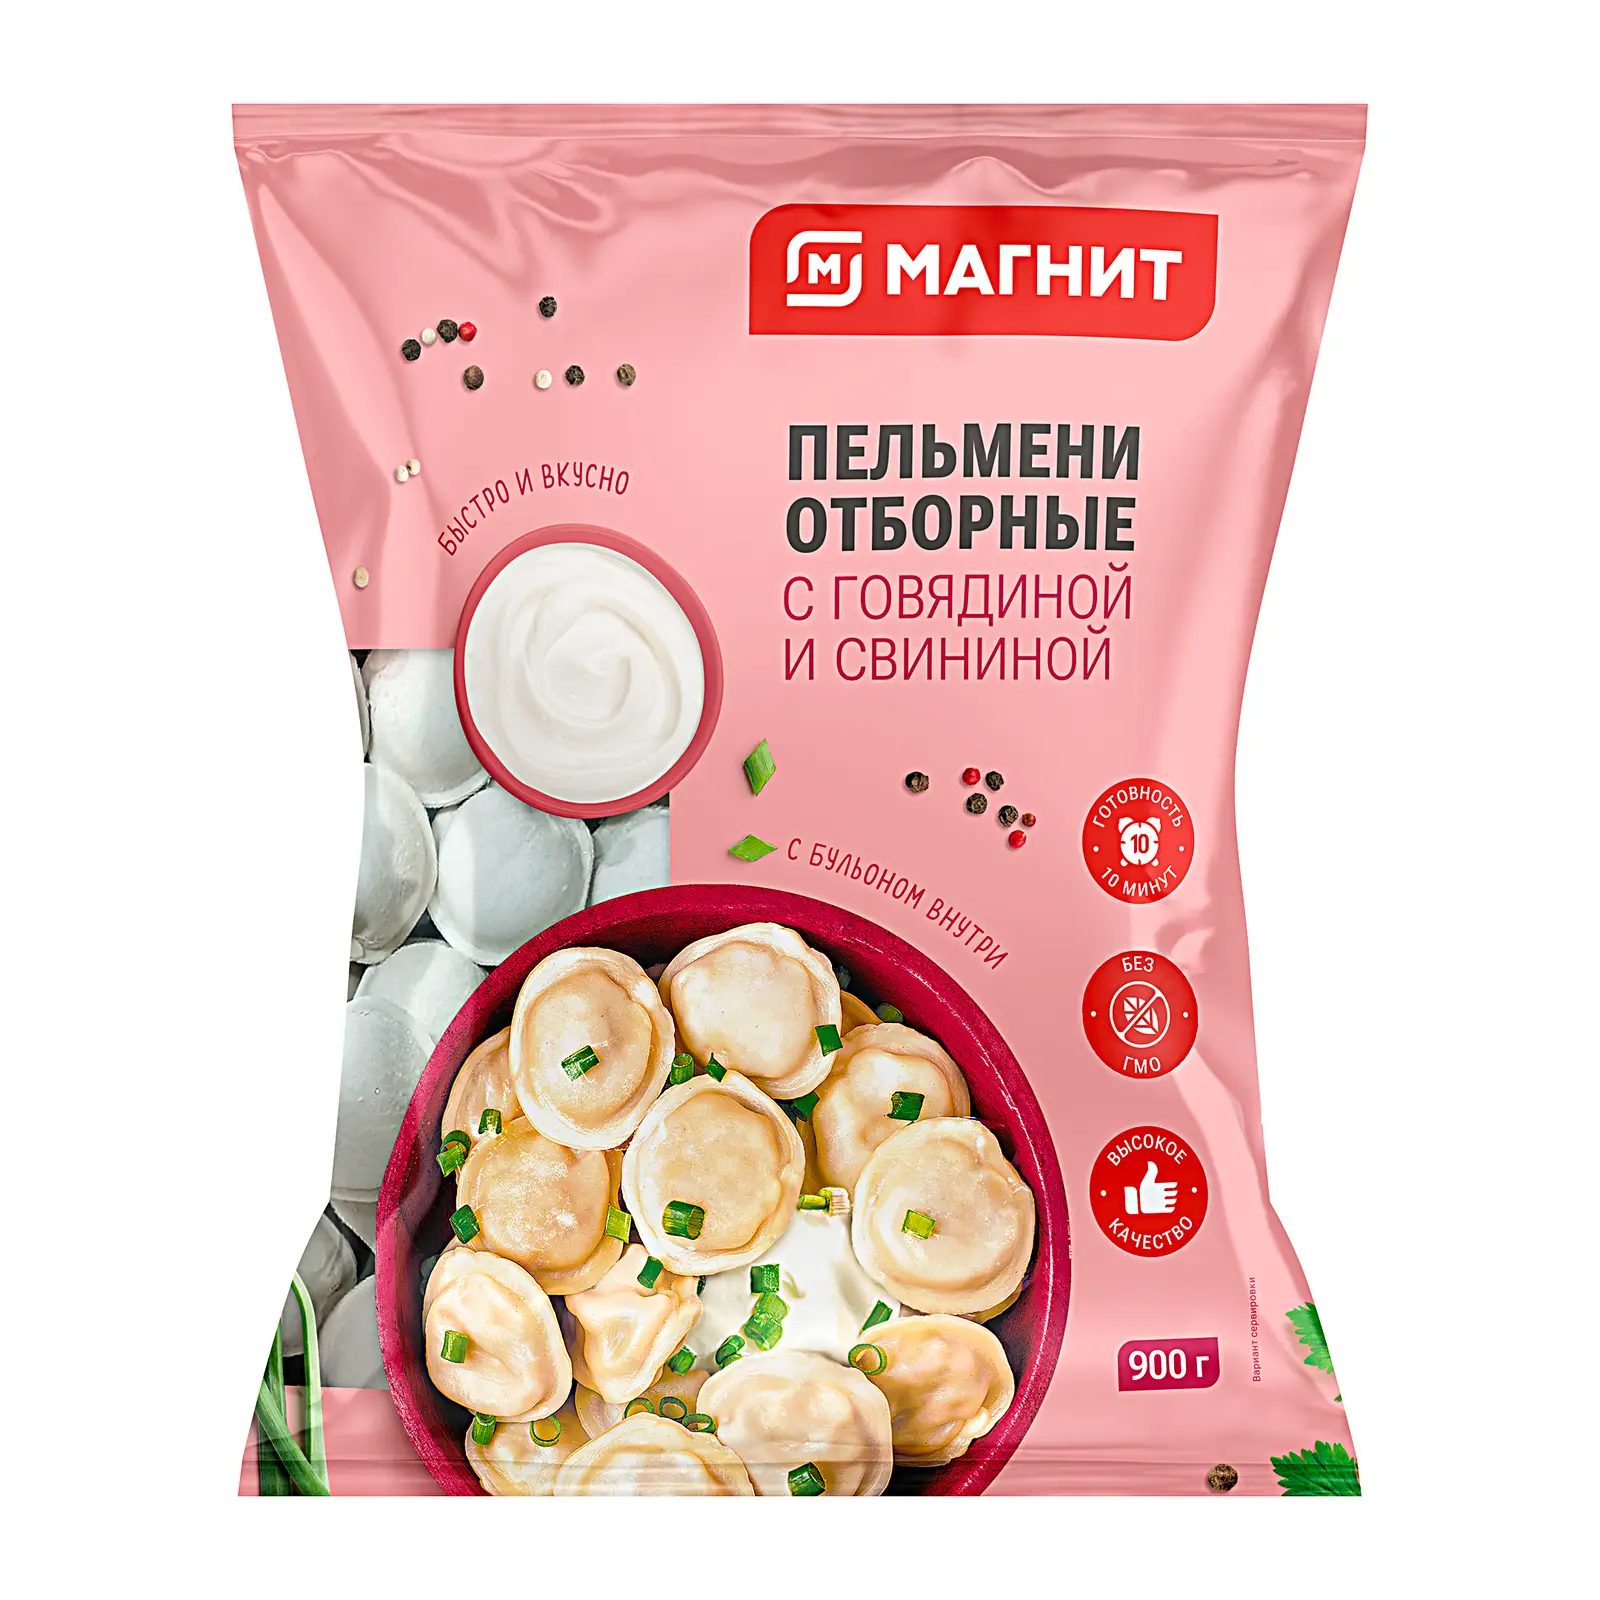 МАГНИТ
ПЕЛЬМЕНИ
ОТБОРНЫЕ
С ГОВЯДИНОЙ
И СВИНИНОЙ
БЫСТРО И ВКУСНО
С БУЛЬОНОМ ВНУТРИ
ГОТОВНОСТЬ
10
10 МИНУТ
БЕЗ
ГМО
ВЫСОКОЕ
КАЧЕСТВО
900 г
Вариант сервировки